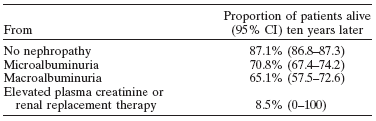 Proportion of patients alive
From (95% CI) ten years later
No nephropathy 87.1% (86.8–87.3)
Microalbuminuria 70.8% (67.4–74.2)
Macroalbuminuria 65.1% (57.5–72.6)
Elevated plasma creatinine or
renal replacement therapy 8.5% (0–100)